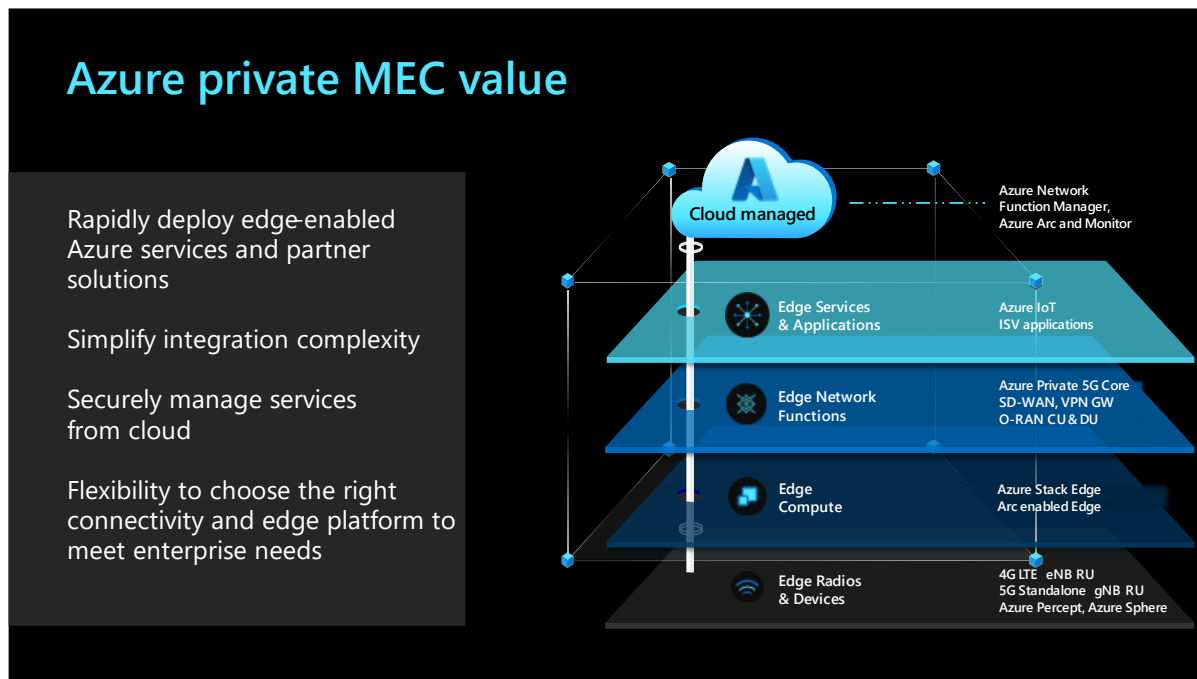 Azure private MEC value
Rapidly deploy edge-enabled
Azure services and partner
solutions
Simplify integration complexity
Securely manage services
from cloud
Flexibility to choose the right
connectivity and edge platform to
meet enterprise needs
Cloud managed
Azure Network
Function Manager,
Azure Arc and Monitor
Edge Services
& Applications
Azure IoT
ISV applications
Edge Network
Functions
Azure Private 5G Core
SD-WAN, VPN GW
O-RAN CU & DU
Edge
Compute
Azure Stack Edge
Arc enabled Edge
Edge Radios
& Devices
4G LTE eNB RU
5G Standalone gNB RU
Azure Percept, Azure Sphere